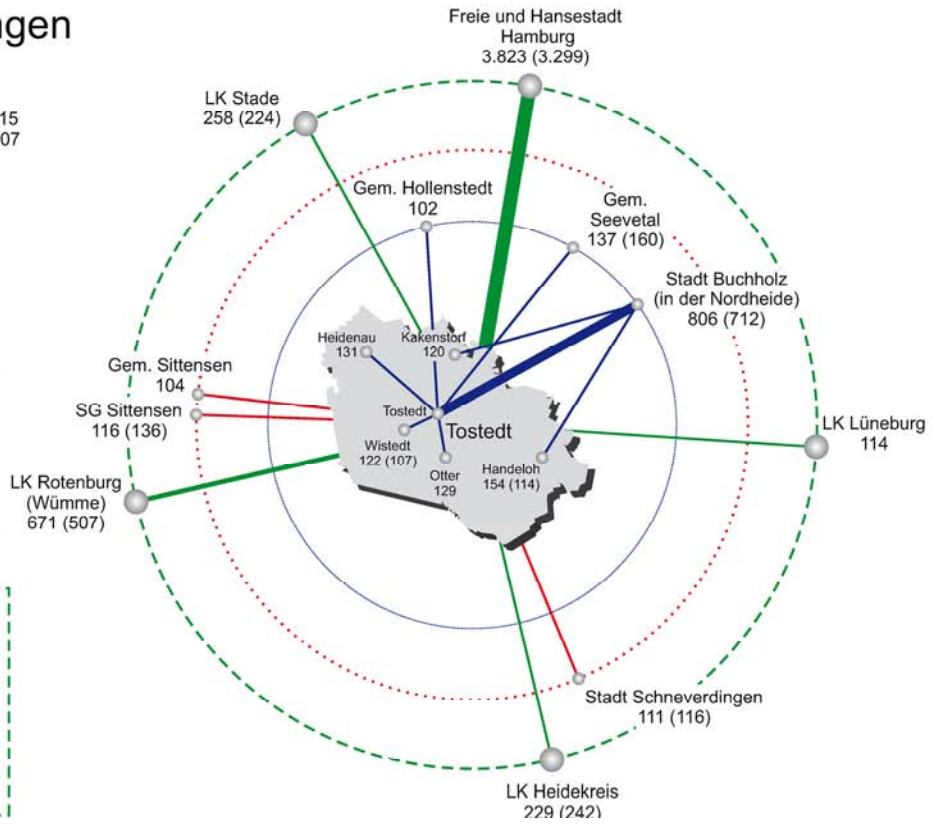 ngen
15
07
Freie und Hansestadt
Hamburg
3.823 (3.299)
LK Stade
258 (224)
Gem. Hollenstedt
102
Gem.
Seevetal
137 (160)
Stadt Buchholz
(in der Nordheide)
806 (712)
Heidenau
131
Kakenstorf
120
Gem. Sittensen
104
SG Sittensen
116 (136)
Tostedt
Tostedt
LK Lüneburg
114
Wistedt
122 (107)
Otter
129
Handeloh
154 (114)
LK Rotenburg
(Wümme)
671 (507)
Stadt Schneverdingen
111 (116)
LK Heidekreis
229 (242)